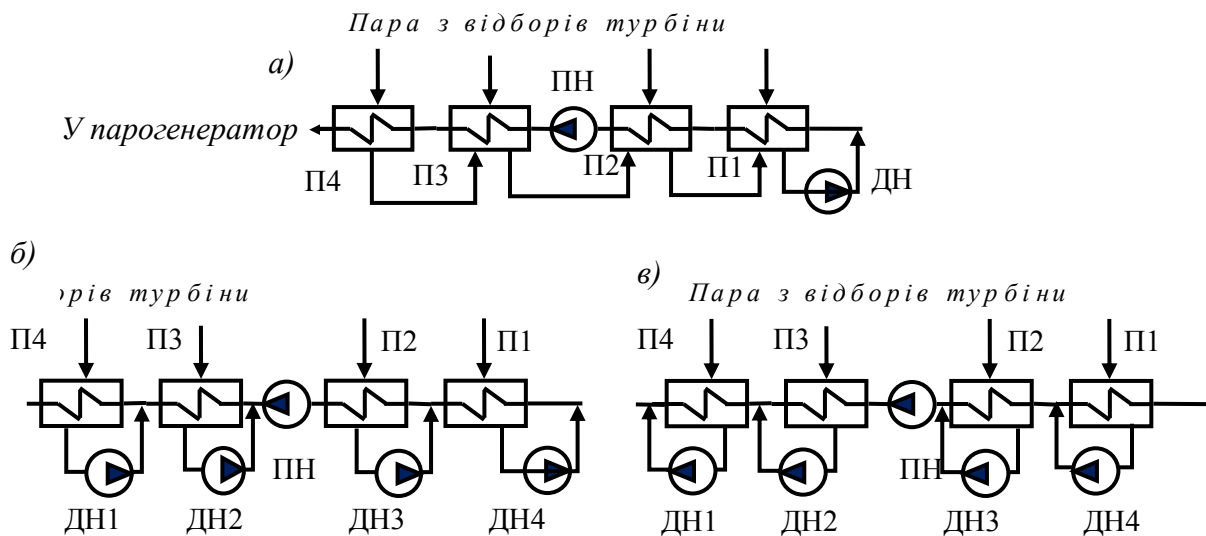 Пара з відборів турбіни
а)
ПН
У парогенератор
П4
П3
П2
П1
ДН
б)
в)
орів турбіни
Пара з відборів турбіни
П4
П3
П2
П1
П4
П3
П2
П1
ПН
ПН
ДН1
ДН2
ДН3
ДН4
ДН1
ДН2
ДН3
ДН4